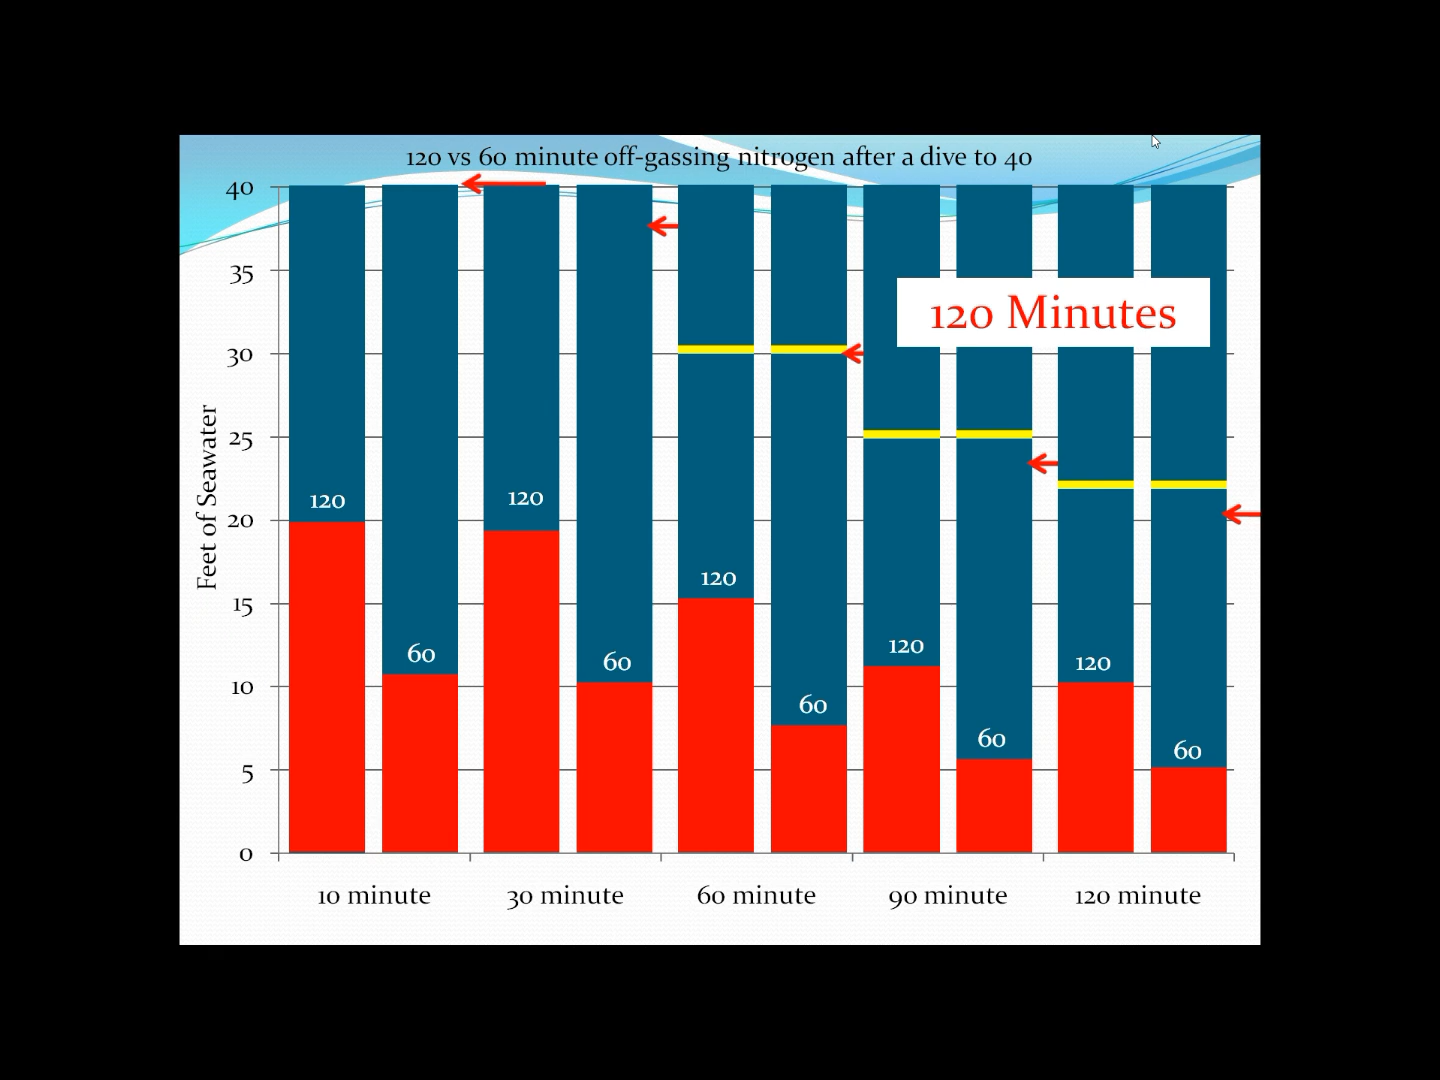 120 vs 60 minute off-gassing nitrogen after a dive to 40
40
35
30
25
20
15
10
5
0
Feet of Seawater
120 Minutes
120
60
120
60
120
60
120
60
120
60
10 minute
30 minute
60 minute
90 minute
120 minute